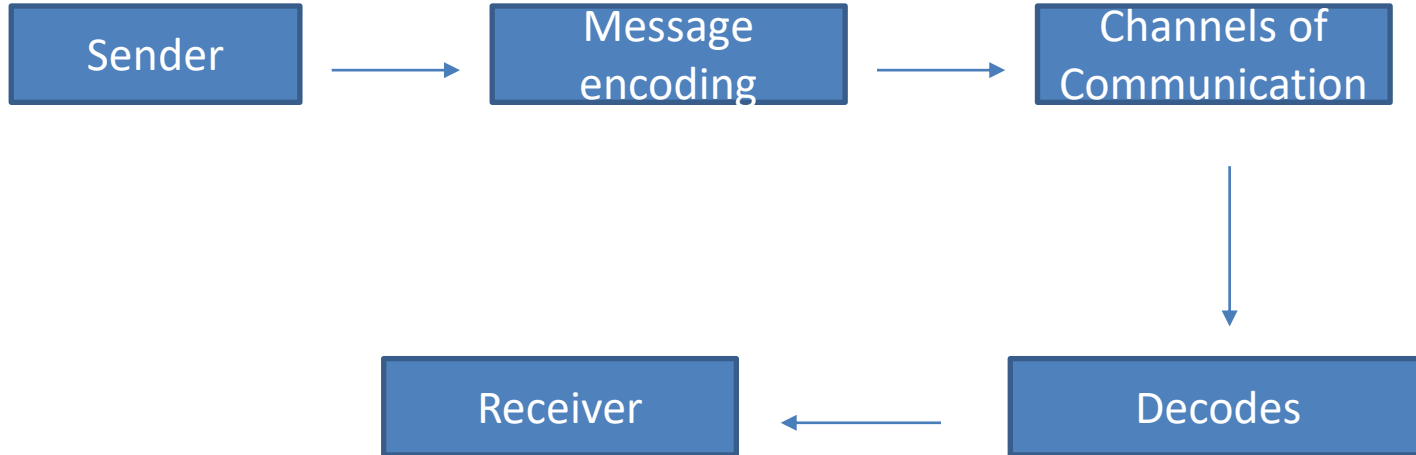 Sender
Message
encoding
Channels of
Communication
Receiver
Decodes